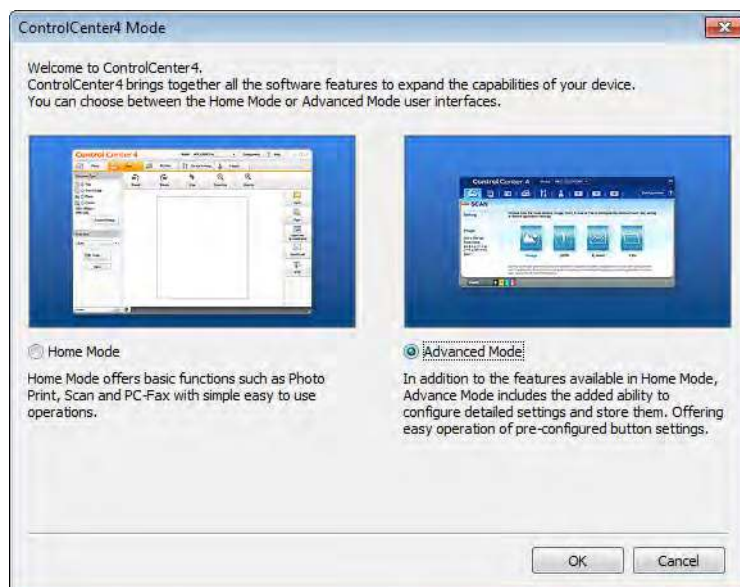 ControlCenter4 Mode
Welcome to ControlCenter4.
ControlCenter4 brings together all the software features to expand the capabilities of your device.
You can choose between the Home Mode or Advanced Mode user interfaces.
Control Center 4
Control Center 4
SCAN
Home Mode
Home Mode offers basic functions such as Photo
Print, Scan and PC-Fax with simple easy to use
operations.
Advanced Mode
In addition to the features available in Home Mode,
Advance Mode includes the added ability to
configure detailed settings and store them. Offering
easy operation of pre-configured button settings.
OK
Cancel